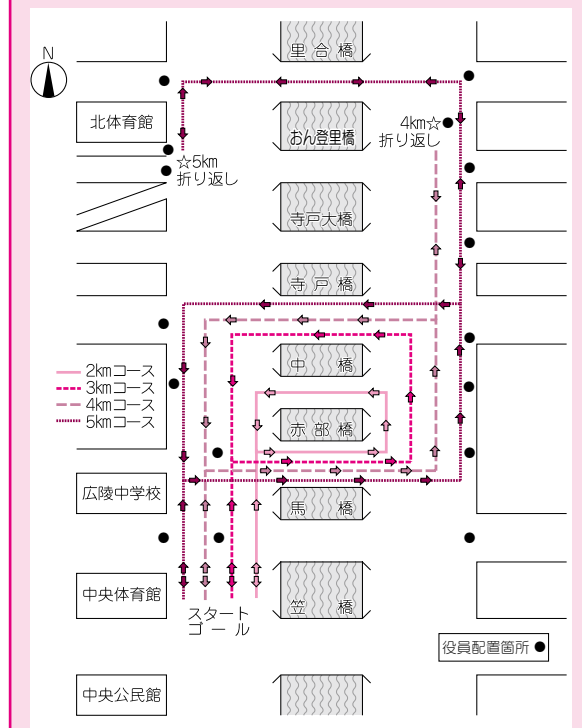 里合橋
N
北体育館
おん登里橋
4km☆
折り返し
☆5km
折り返し
寺戸大橋
寺戸橋
中橋
2kmコース
3kmコース
4kmコース
5kmコース
赤部橋
広陵中学校
馬橋
中央体育館
スタート
ゴール
笠橋
役員配置箇所●
中央公民館